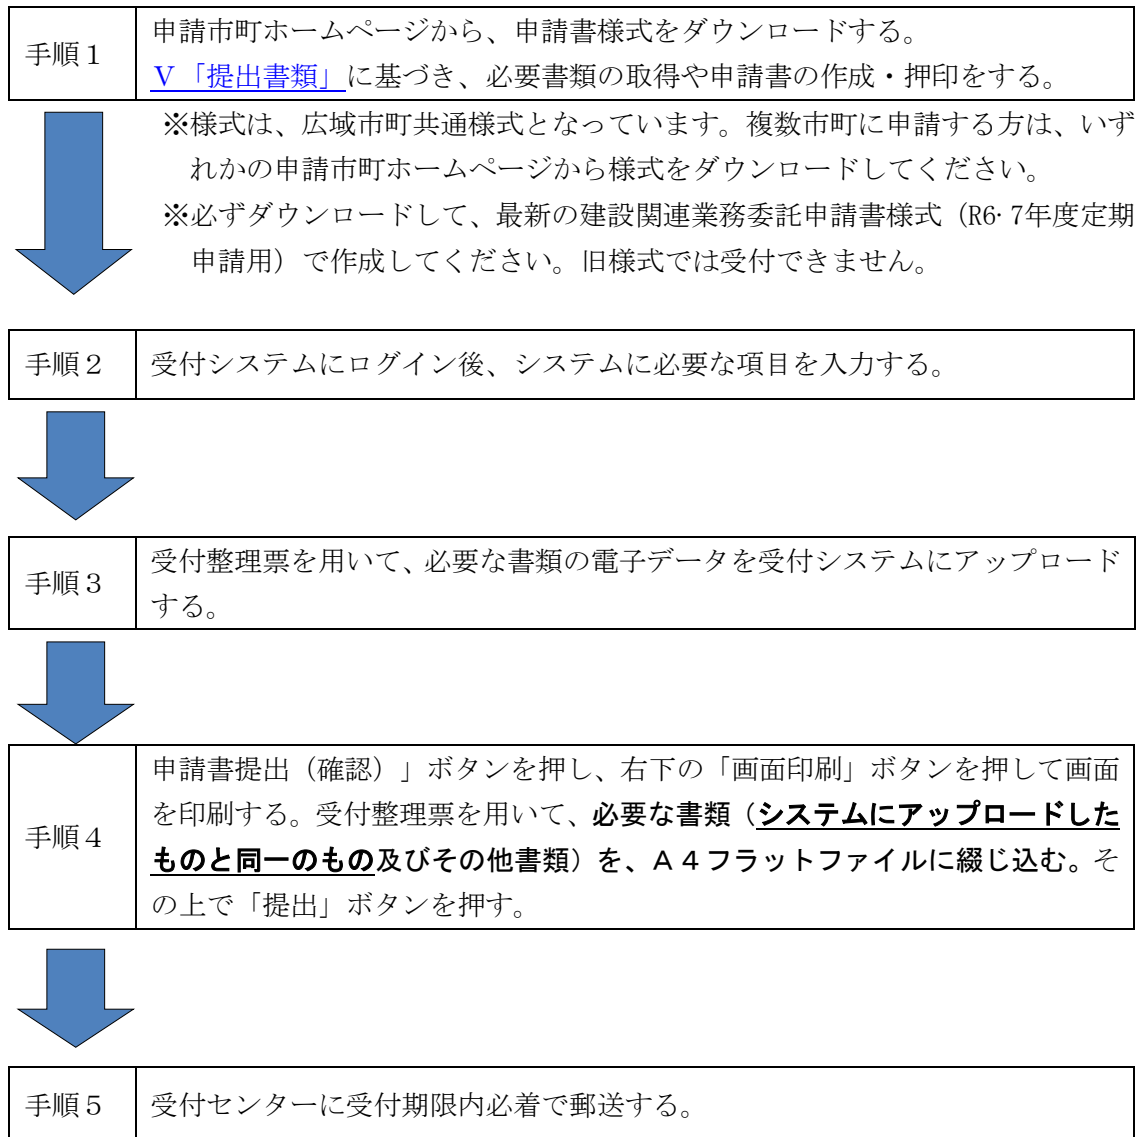 手順１
申請市町ホームページから、申請書様式をダウンロードする。
Ⅴ「提出書類」に基づき、必要書類の取得や申請書の作成・押印をする。
※様式は、広域市町共通様式となっています。複数市町に申請する方は、いず
れかの申請市町ホームページから様式をダウンロードしてください。
※必ずダウンロードして、最新の建設関連業務委託申請書様式（R6･7年度定期
申請用）で作成してください。旧様式では受付できません。
手順２
受付システムにログイン後、システムに必要な項目を入力する。
手順３
受付整理票を用いて、必要な書類の電子データを受付システムにアップロード
する。
手順４
申請書提出（確認）」ボタンを押し、右下の「画面印刷」ボタンを押して画面
を印刷する。受付整理票を用いて、必要な書類（システムにアップロードした
ものと同一のもの及びその他書類）を、Ａ４フラットファイルに綴じ込む。そ
の上で「提出」ボタンを押す。
手順５
受付センターに受付期限内必着で郵送する。